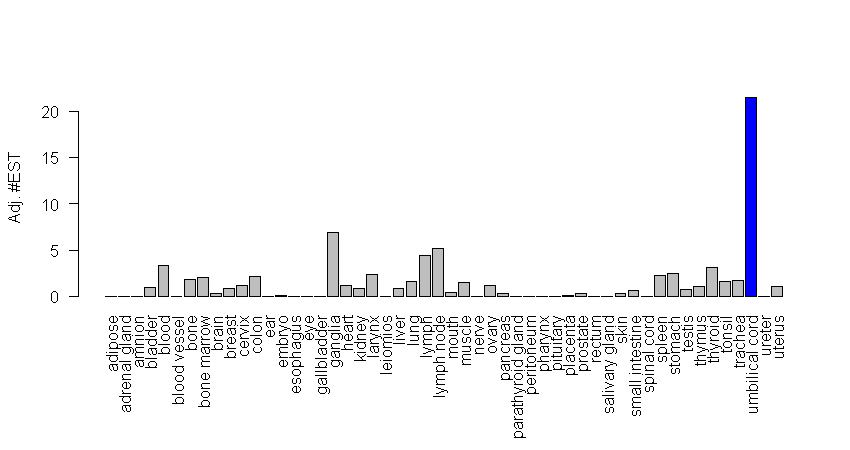 Adj. #EST
20
15
10
5
0
adipose
adrenal gland
amnion
bladder
blood
blood vessel
bone
bone marrow
brain
breast
cervix
colon
ear
embryo
esophagus
eye
gallbladder
ganglia
heart
kidney
larynx
leiomios
liver
lung
lymph
lymph node
mouth
muscle
nerve
ovary
pancreas
parathyroid gland
peritoneum
pharynx
pituitary
placenta
prostate
rectum
salivary gland
skin
small intestine
spinal cord
spleen
stomach
testis
thymus
thyroid
tonsil
trachea
umbilical cord
ureter
uterus